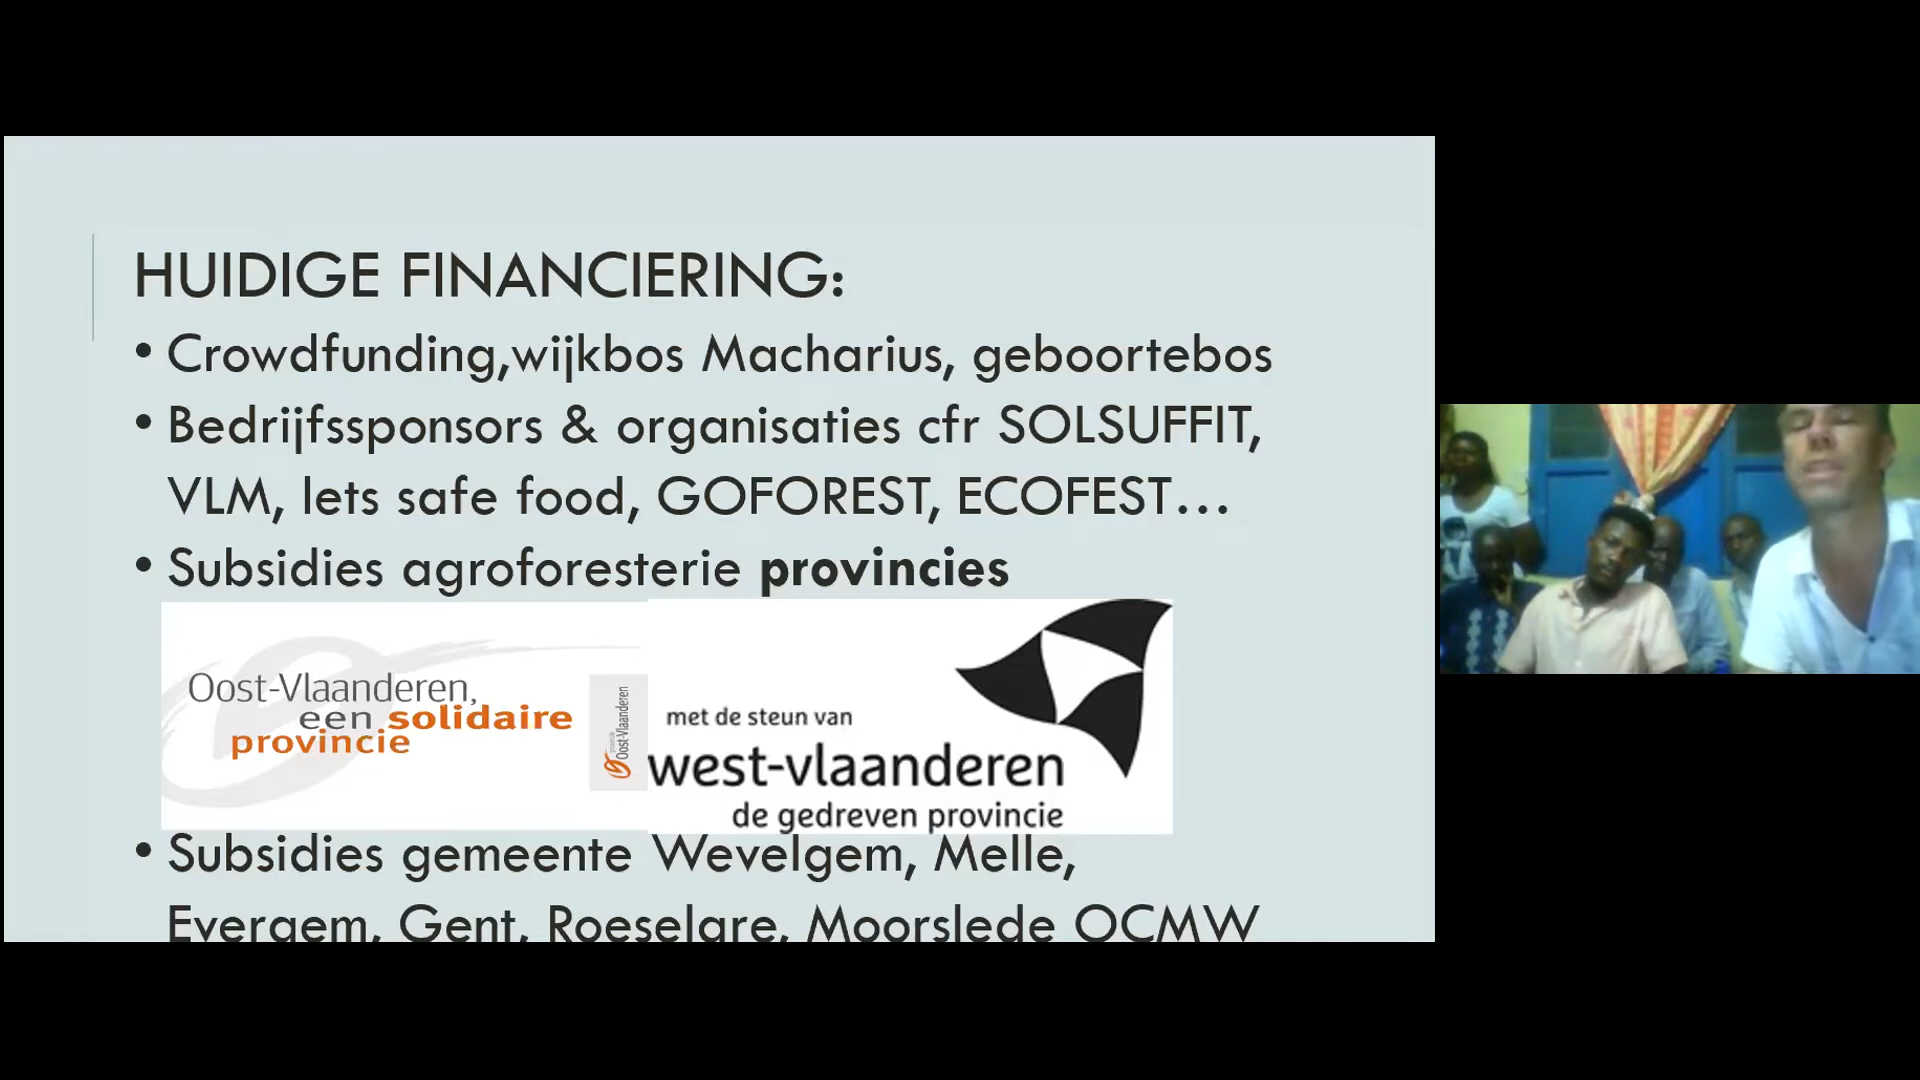 HUIDIGE FINANCIERING:
• Crowdfunding,wijkbos Macharius, geboortebos
• Bedrijfssponsors & organisaties cfr SOLSUFFIT,
VLM, lets safe food, GOFOREST, ECOFEST…
• Subsidies agroforesterie provincies
Oost-Vlaanderen,
een solidaire
provincie
provincie
Oost-Vlaanderen
met de steun van
west-vlaanderen
de gedreven provincie
• Subsidies gemeente Wevelgem, Melle,
Evergem, Gent, Roeselare, Moorslede OCMW